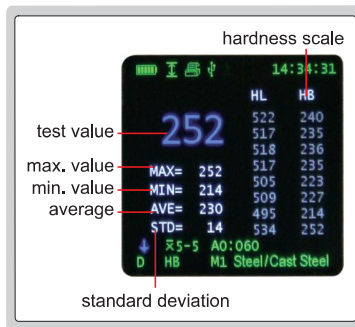 hardness scale
14:34:31
HL HB
522 240
517 235
518 236
517 235
505 223
509 227
495 214
534 252
test value
252
max. value
MAX= 252
min. value
MIN= 214
average
AVE= 230
STD= 14
x̅5-5 A0:060
D HB M1 Steel/Cast Steel
standard deviation